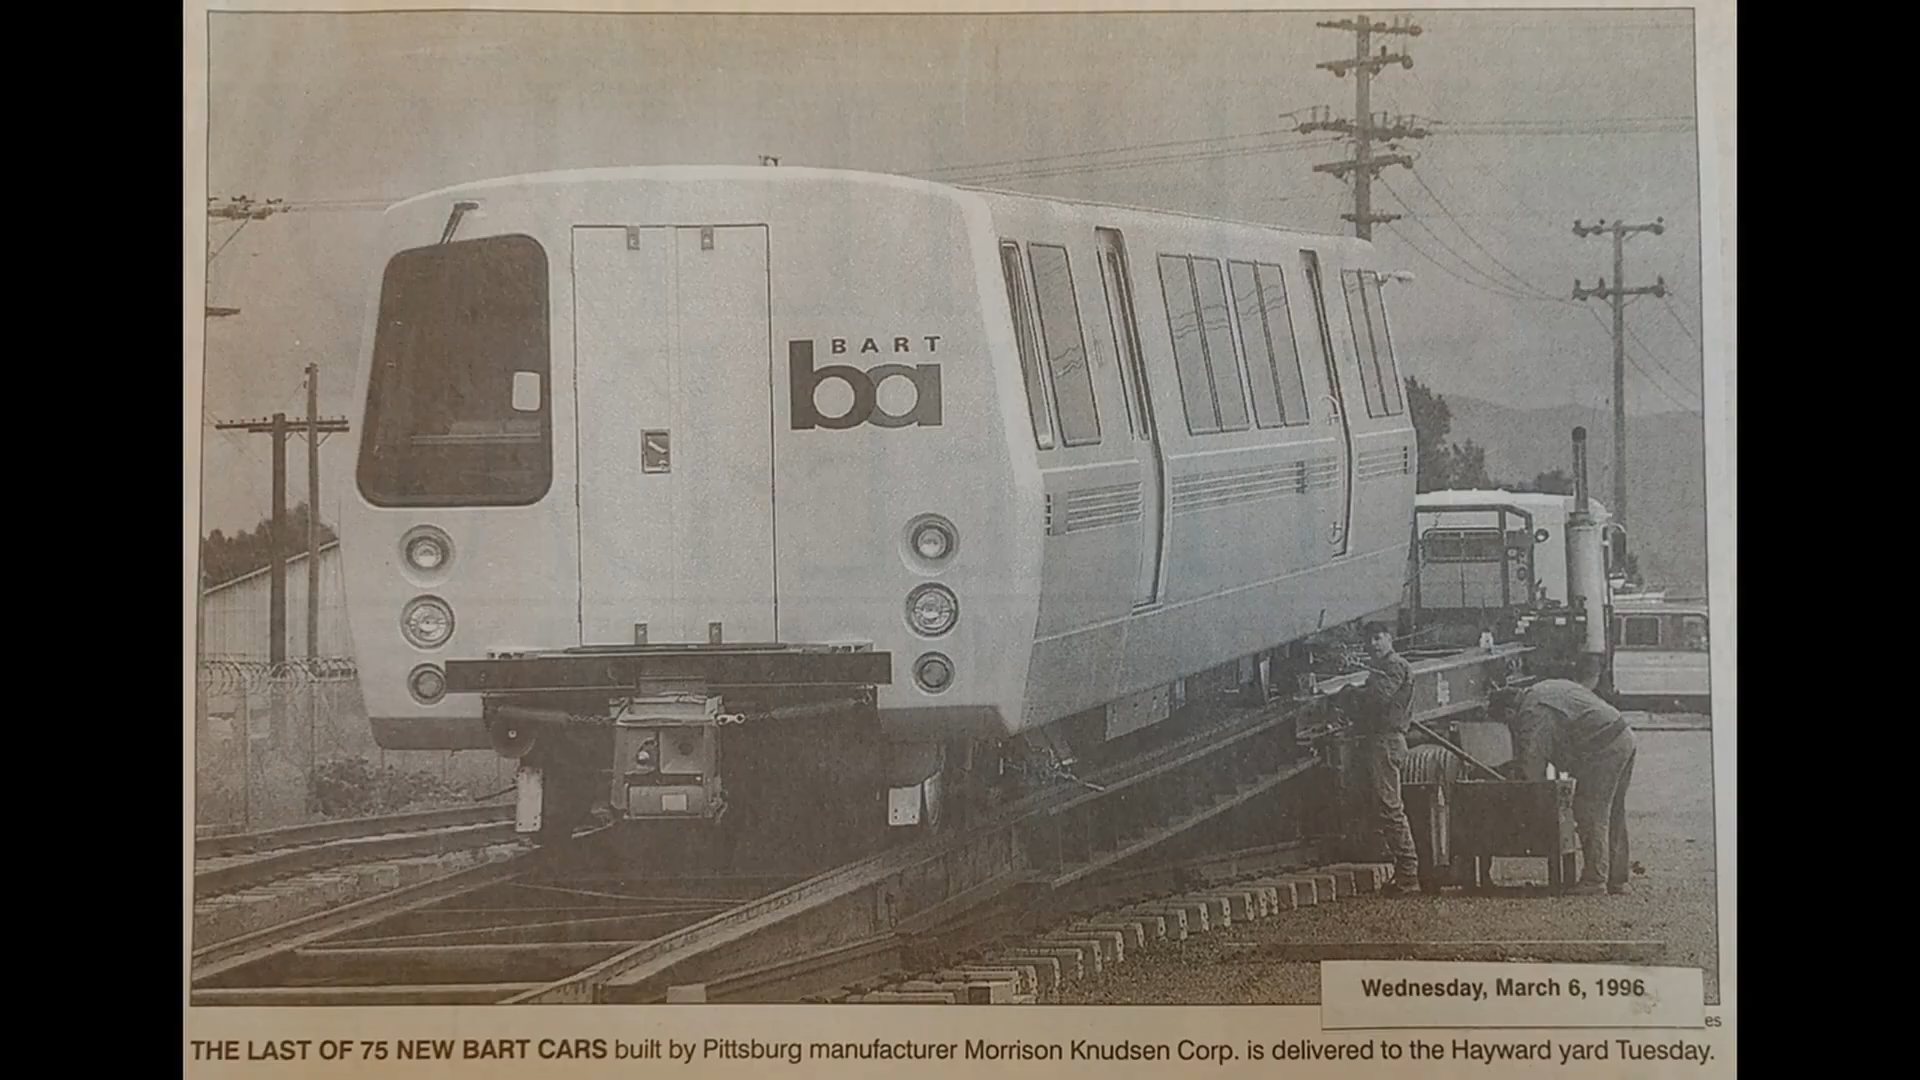 BART
ba
Wednesday, March 6, 1996
es
THE LAST OF 75 NEW BART CARS built by Pittsburg manufacturer Morrison Knudsen Corp. is delivered to the Hayward yard Tuesday.